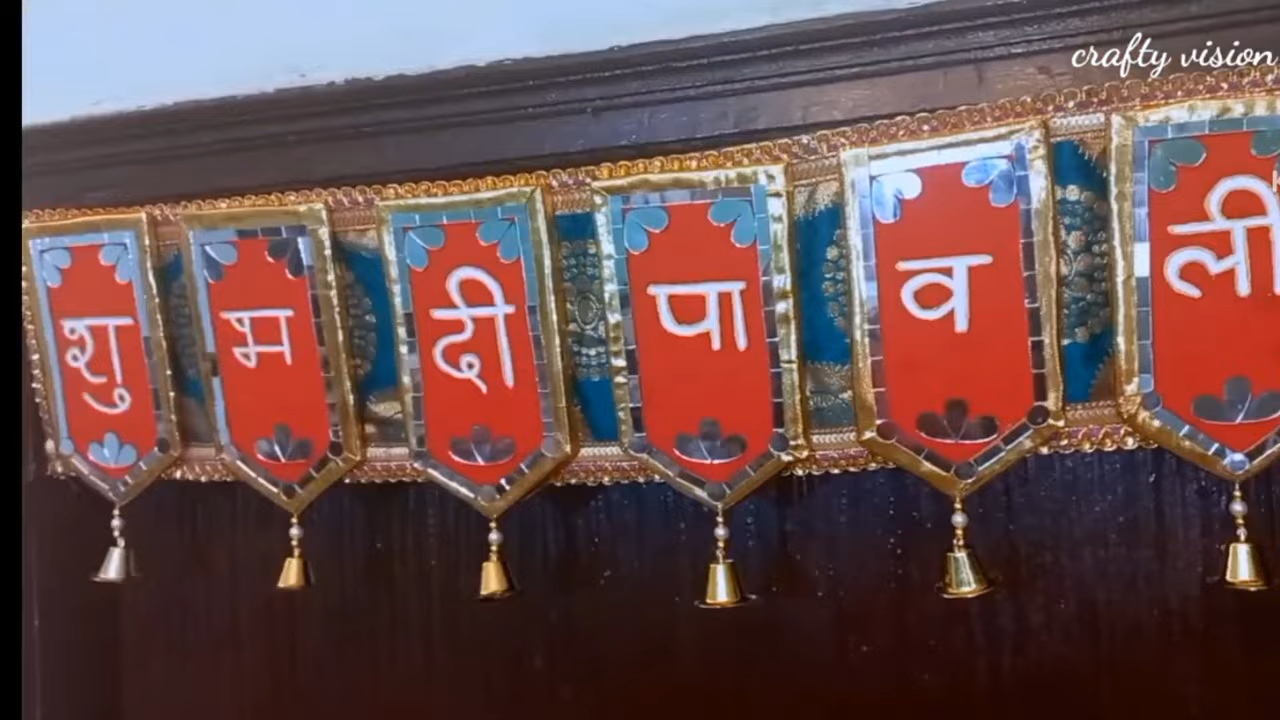 crafty vision
शु भ दी पा व ली